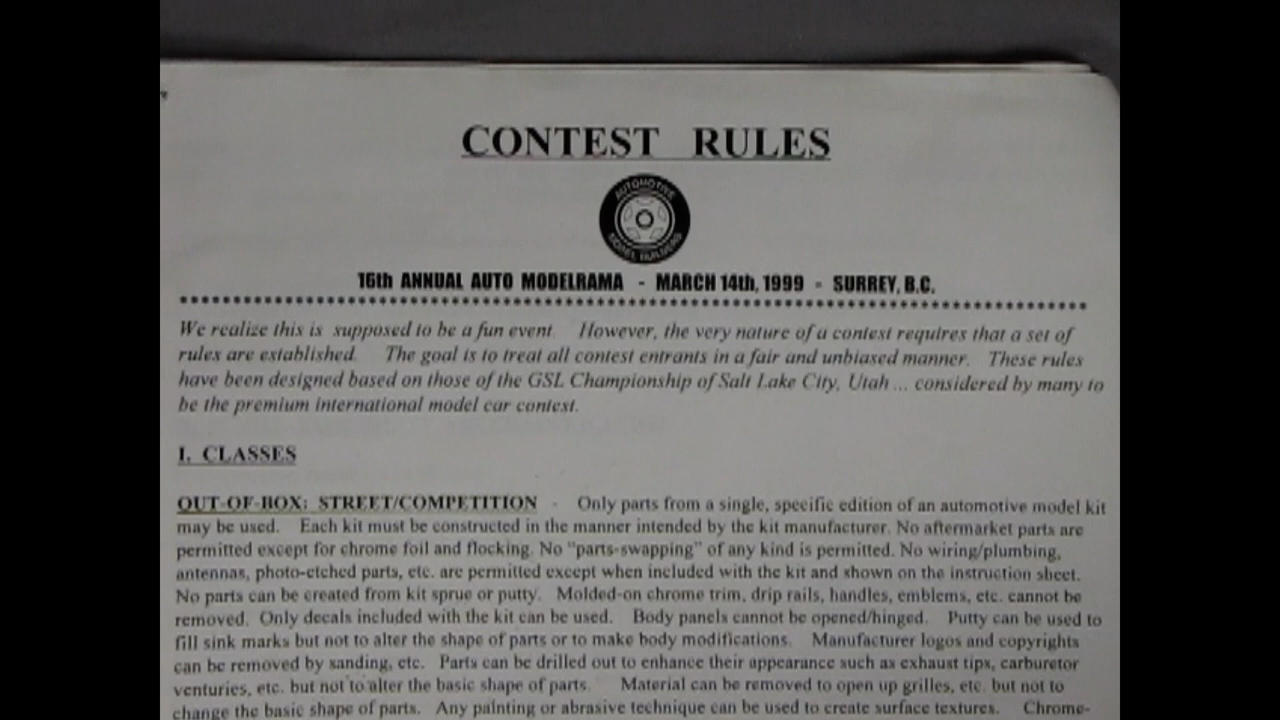 CONTEST RULES
AUTOMOTIVE
MODEL BUILDERS
16th ANNUAL AUTO MODELRAMA - MARCH 14th, 1999 - SURREY, B.C.
We realize this is supposed to be a fun event. However, the very nature of a contest requires that a set of
rules are established. The goal is to treat all contest entrants in a fair and unbiased manner. These rules
have been designed based on those of the GSL Championship of Salt Lake City, Utah ... considered by many to
be the premium international model car contest.
I. CLASSES
OUT-OF-BOX: STREET/COMPETITION - Only parts from a single, specific edition of an automotive model kit
may be used. Each kit must be constructed in the manner intended by the kit manufacturer. No aftermarket parts are
permitted except for chrome foil and flocking. No "parts-swapping" of any kind is permitted. No wiring/plumbing,
antennas, photo-etched parts, etc. are permitted except when included with the kit and shown on the instruction sheet.
No parts can be created from kit sprue or putty. Molded-on chrome trim, drip rails, handles, emblems, etc. cannot be
removed. Only decals included with the kit can be used. Body panels cannot be opened/hinged. Putty can be used to
fill sink marks but not to alter the shape of parts or to make body modifications. Manufacturer logos and copyrights
can be removed by sanding, etc. Parts can be drilled out to enhance their appearance such as exhaust tips, carburetor
venturies, etc. but not to alter the basic shape of parts. Material can be removed to open up grilles, etc. but not to
change the basic shape of parts. Any painting or abrasive technique can be used to create surface textures. Chrome-